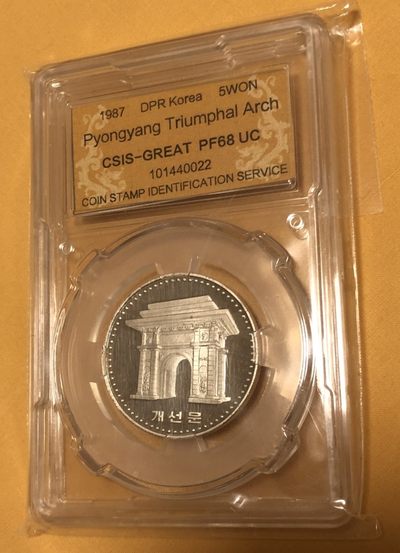 1987 DPR Korea 5WON
Pyongyang Triumphal Arch
CSIS-GREAT PF68 UC
101440022
COIN STAMP IDENTIFICATION SERVICE
개선문